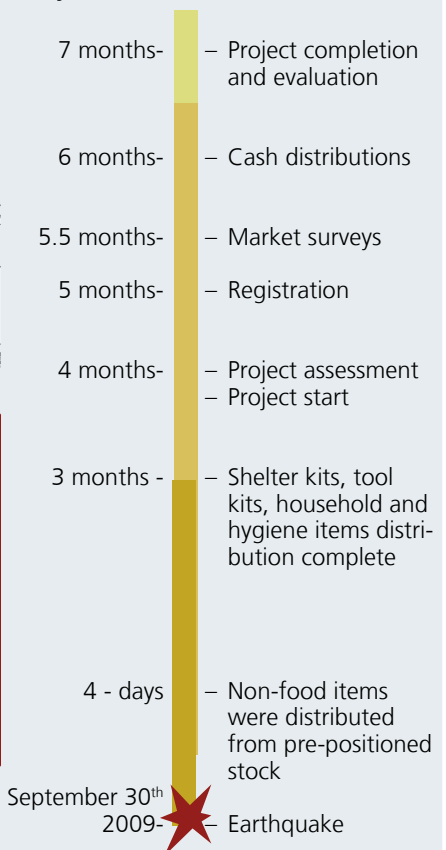 7 months- – Project completion
and evaluation
6 months- – Cash distributions
5.5 months- – Market surveys
5 months- – Registration
4 months- – Project assessment
– Project start
3 months - – Shelter kits, tool
kits, household and
hygiene items distri-
bution complete
4 - days – Non-food items
were distributed
from pre-positioned
stock
September 30th
2009- – Earthquake